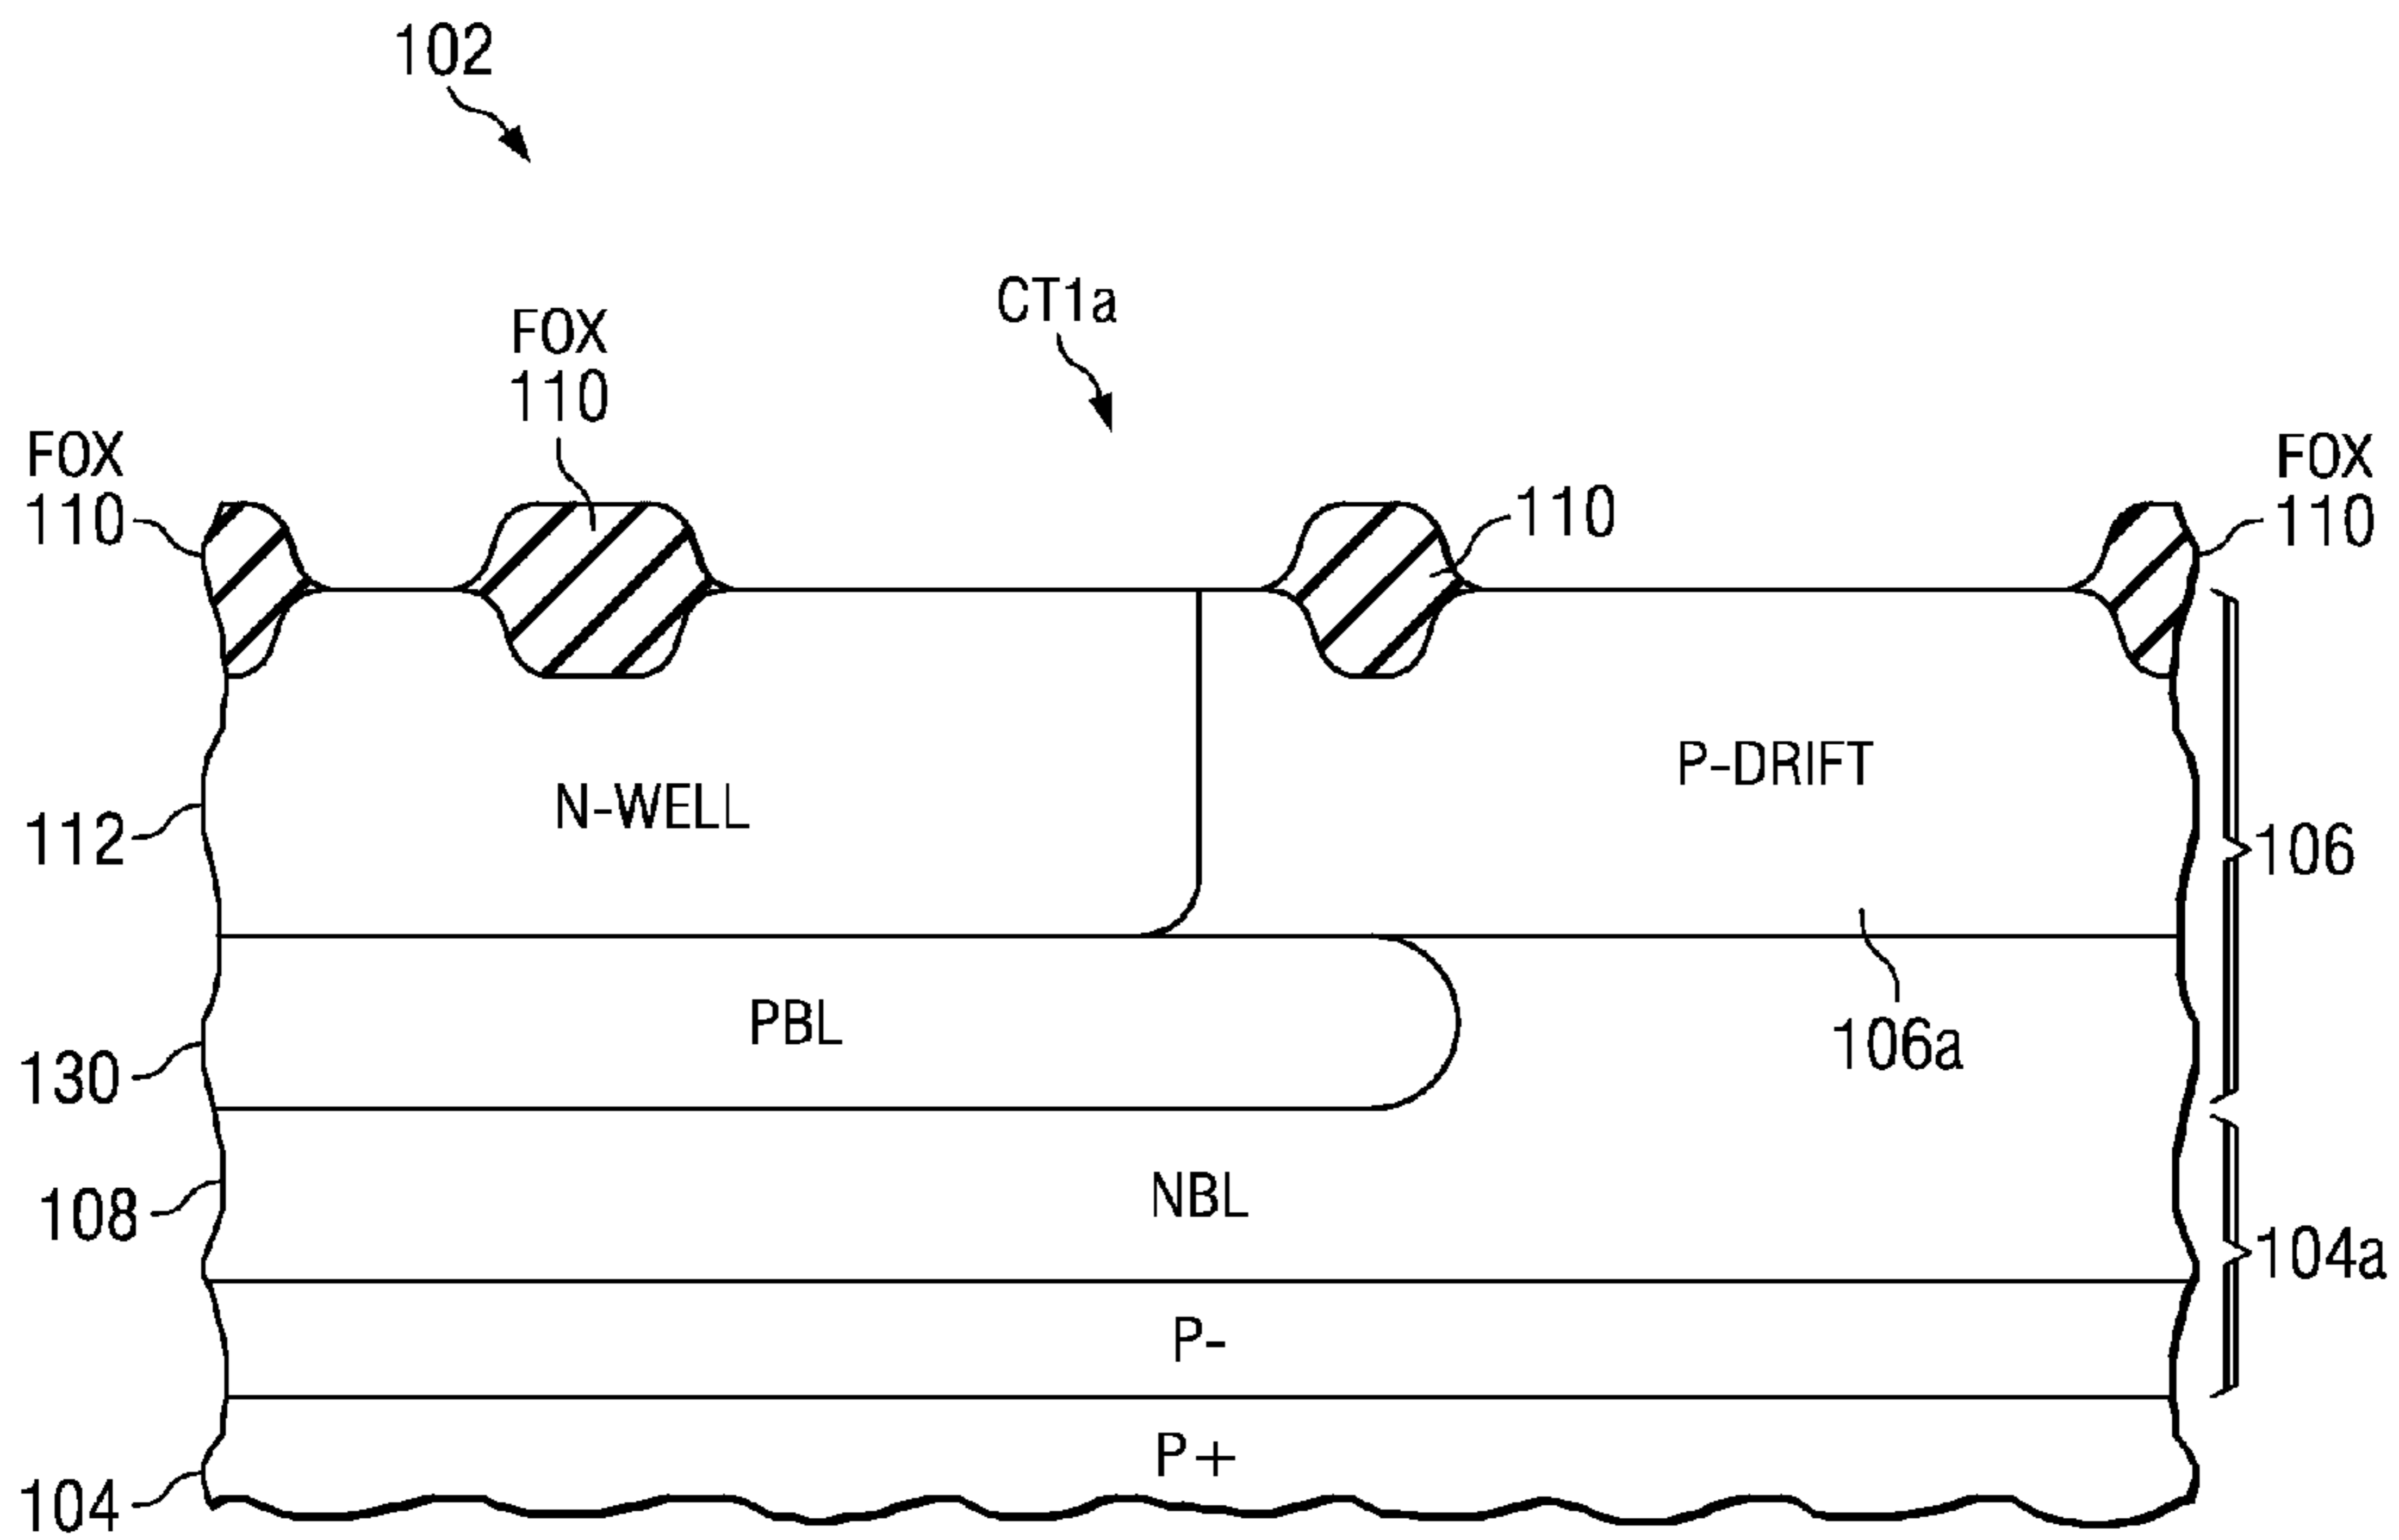 102
CT1a
FOX
110
FOX
110
110
FOX
110
P-DRIFT
N-WELL
112
106
PBL
106a
130
NBL
108
104a
P-
P+
104